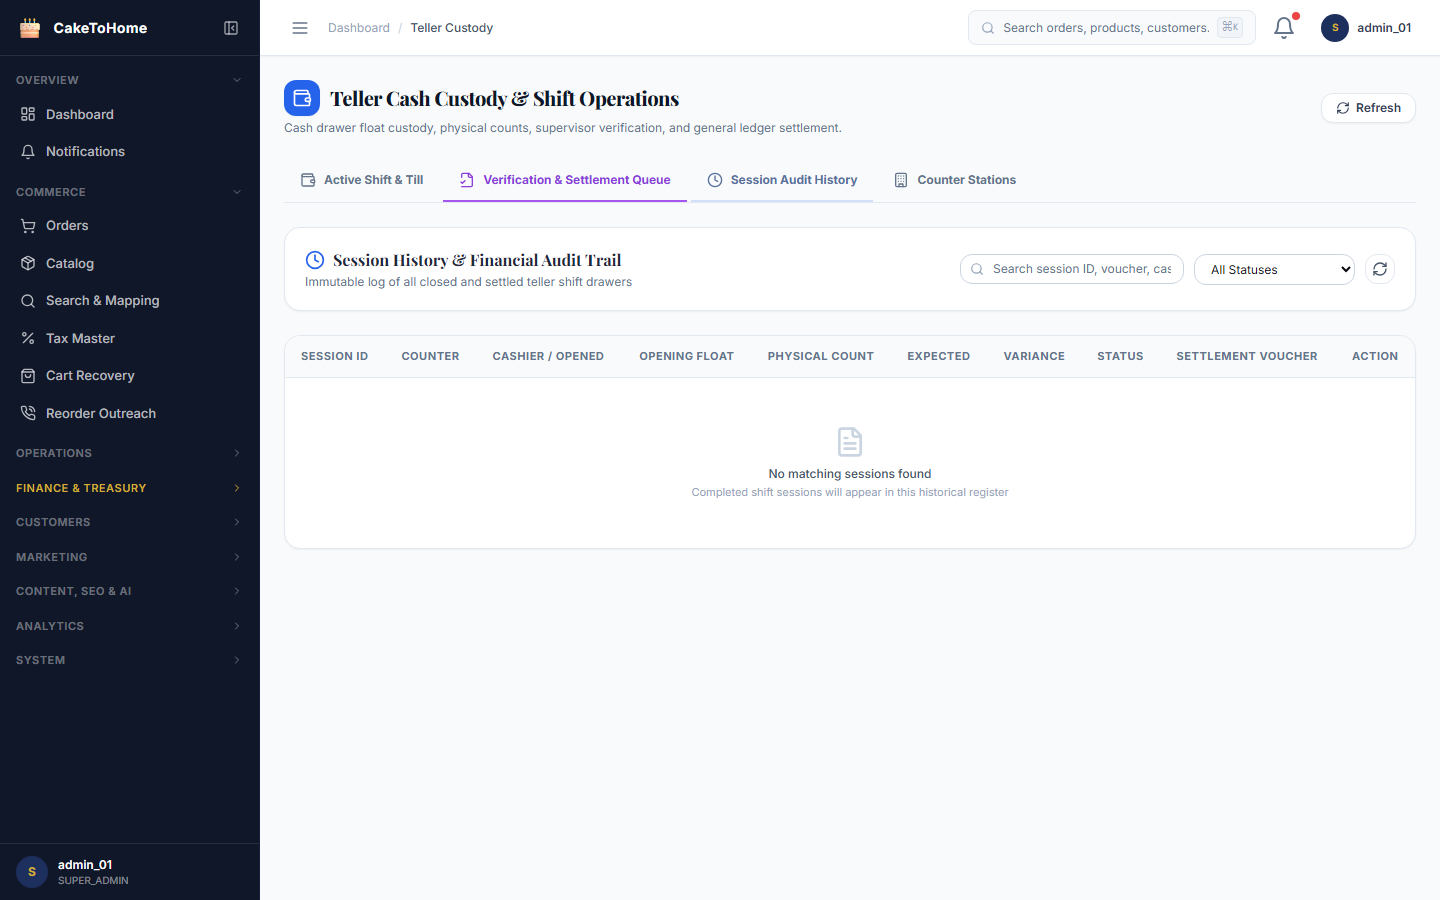 CakeToHome
OVERVIEW
Dashboard
Notifications
COMMERCE
Orders
Catalog
Search & Mapping
Tax Master
Cart Recovery
Reorder Outreach
OPERATIONS
FINANCE & TREASURY
CUSTOMERS
MARKETING
CONTENT, SEO & AI
ANALYTICS
SYSTEM
S
admin_01
SUPER_ADMIN
Dashboard / Teller Custody
Search orders, products, customers.
⌘K
S
admin_01
Teller Cash Custody & Shift Operations
Cash drawer float custody, physical counts, supervisor verification, and general ledger settlement.
Refresh
Active Shift & Till
Verification & Settlement Queue
Session Audit History
Counter Stations
Session History & Financial Audit Trail
Immutable log of all closed and settled teller shift drawers
Search session ID, voucher, cas
All Statuses
SESSION ID COUNTER CASHIER / OPENED OPENING FLOAT PHYSICAL COUNT EXPECTED VARIANCE STATUS SETTLEMENT VOUCHER ACTION
No matching sessions found
Completed shift sessions will appear in this historical register